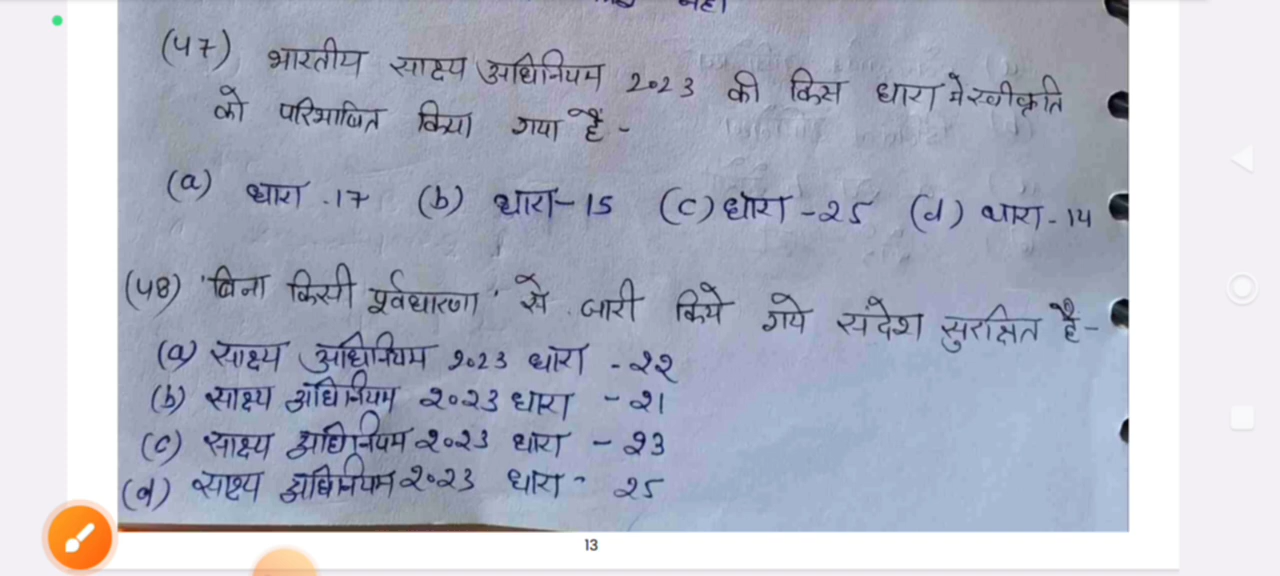 नहीं
(47) भारतीय साक्ष्य अधिनियम 2023 की किस धारा में स्वीकृति
को परिभाषित किया गया है -
(a) धारा - 17 (b) धारा - 15 (c) धारा - 25 (d) धारा - 14
(48) 'बिना किसी पूर्वधारणा' से जारी किये गये संदेश सुरक्षित है -
(a) साक्ष्य अधिनियम 2023 धारा - 22
(b) साक्ष्य अधिनियम 2023 धारा - 21
(c) साक्ष्य अधिनियम 2023 धारा - 23
(d) साक्ष्य अधिनियम 2023 धारा - 25
13